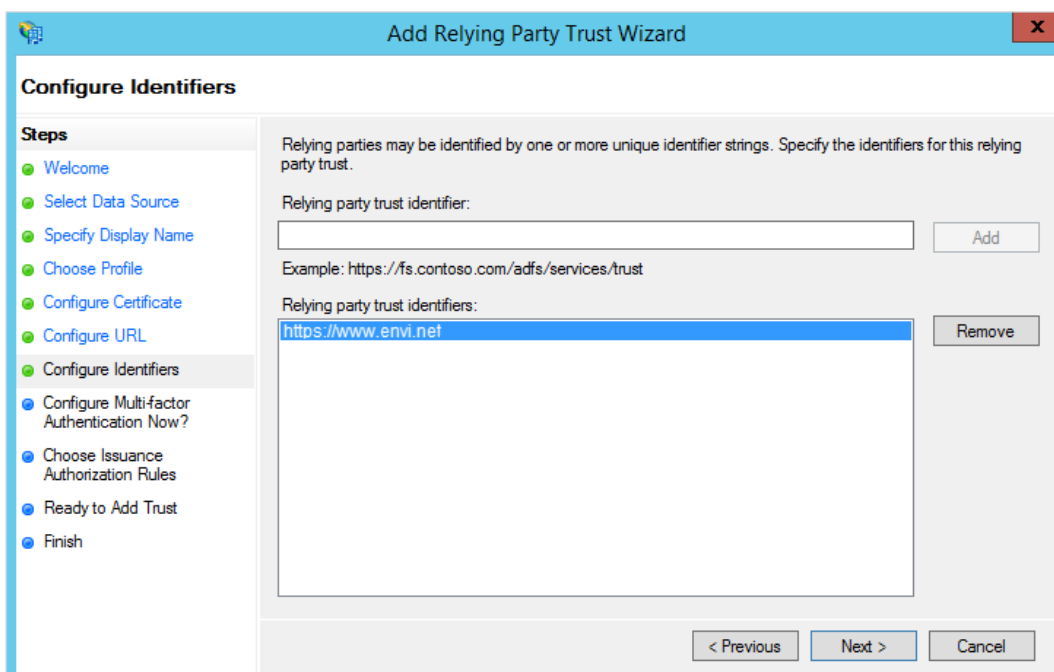 Add Relying Party Trust Wizard
X
Configure Identifiers
Steps
Welcome
Select Data Source
Specify Display Name
Choose Profile
Configure Certificate
Configure URL
Configure Identifiers
Configure Multi-factor
Authentication Now?
Choose Issuance
Authorization Rules
Ready to Add Trust
Finish
Relying parties may be identified by one or more unique identifier strings. Specify the identifiers for this relying
party trust.
Relying party trust identifier:
Add
Example: https://fs.contoso.com/adfs/services/trust
Relying party trust identifiers:
https://www.envi.net
Remove
< Previous
Next >
Cancel